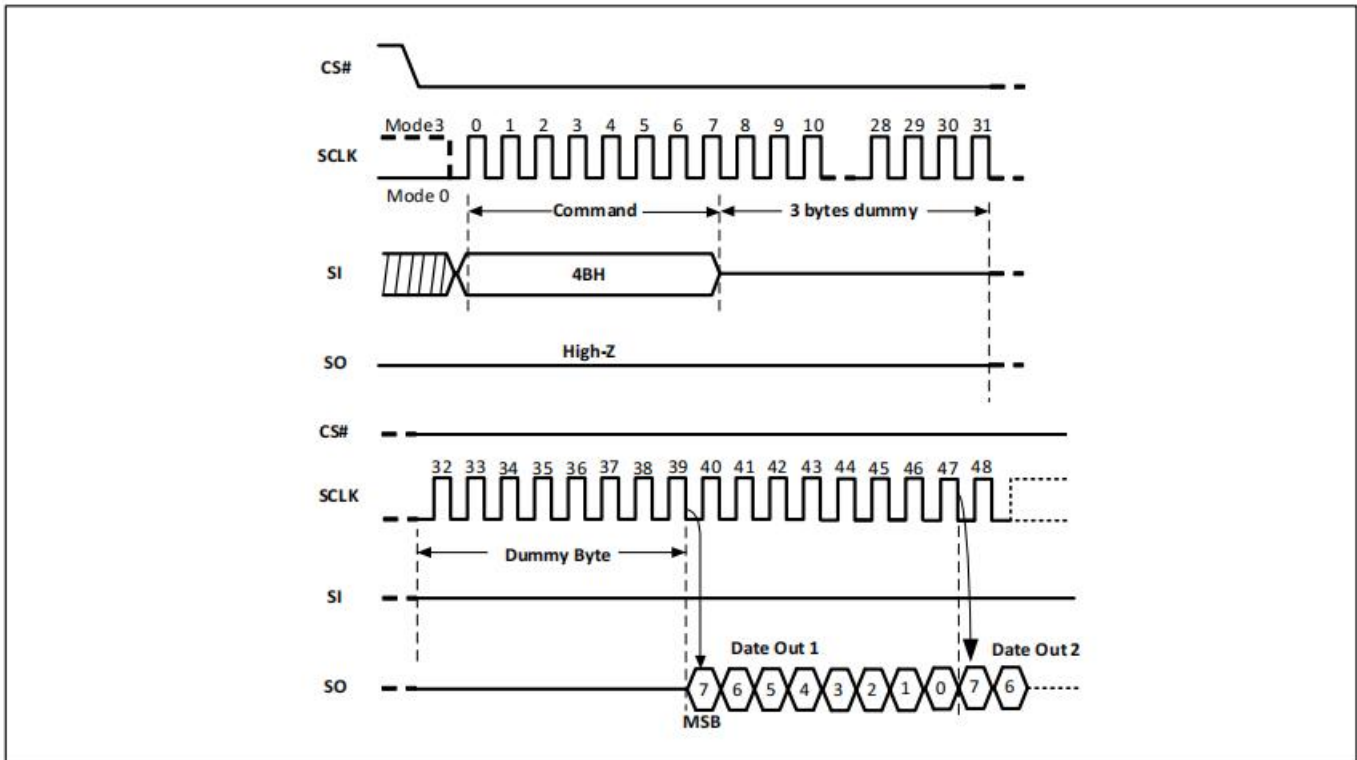 CS#
Mode3 0 1 2 3 4 5 6 7 8 9 10 28 29 30 31
SCLK
Mode 0
Command 3 bytes dummy
SI 4BH
High-Z
SO
CS#
32 33 34 35 36 37 38 39 40 41 42 43 44 45 46 47 48
SCLK
Dummy Byte
SI
Date Out 1 Date Out 2
SO 7 6 5 4 3 2 1 0 7 6
MSB